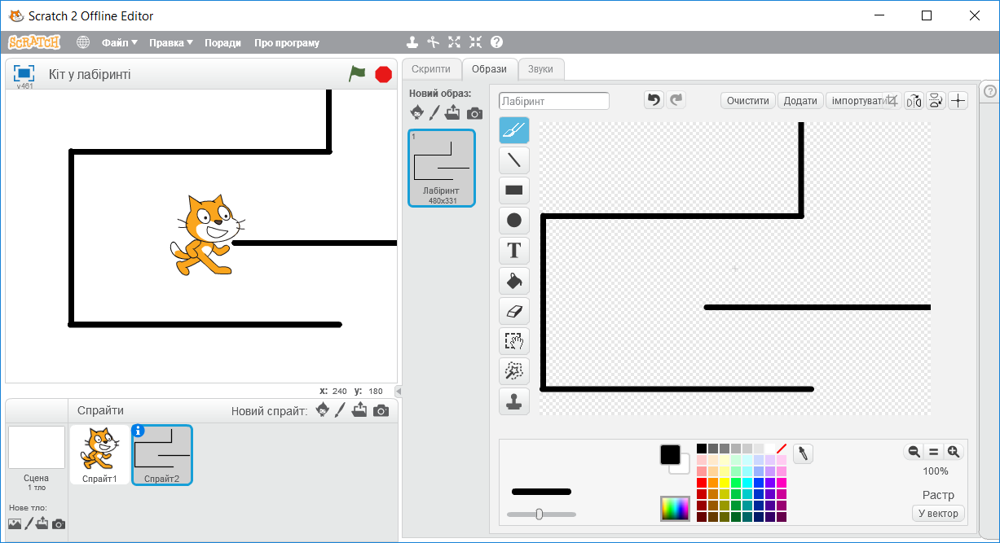 Scratch 2 Offline Editor
SCRATCH Файл Правка Поради Про програму
v461 Кіт у лабіринті
Скрипти Образи Звуки
Новий образ:
1
Лабіринт
480x331
Лабіринт
Очистити Додати імпортувати
T
x: 240 y: 180
Спрайти Новий спрайт:
Сцена
1 тло
Нове тло:
Спрайт1
Спрайт2
100%
Растр
У вектор